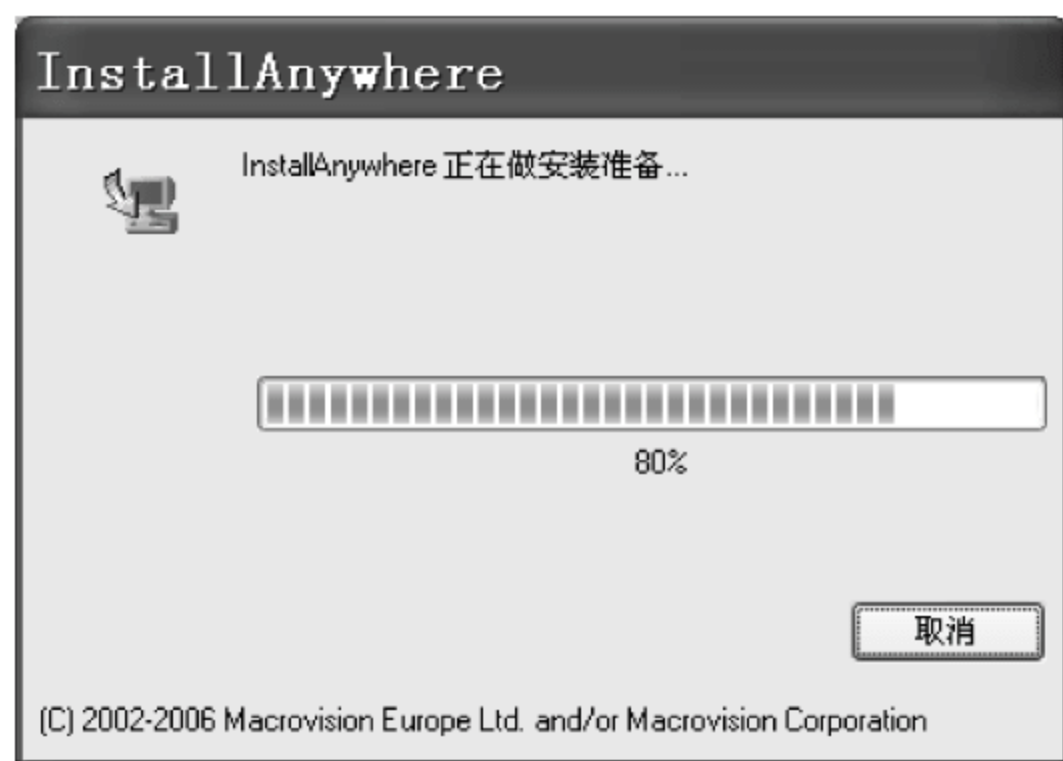 InstallAnywhere
InstallAnywhere 正在做安装准备...
80%
取消
(C) 2002-2006 Macrovision Europe Ltd. and/or Macrovision Corporation